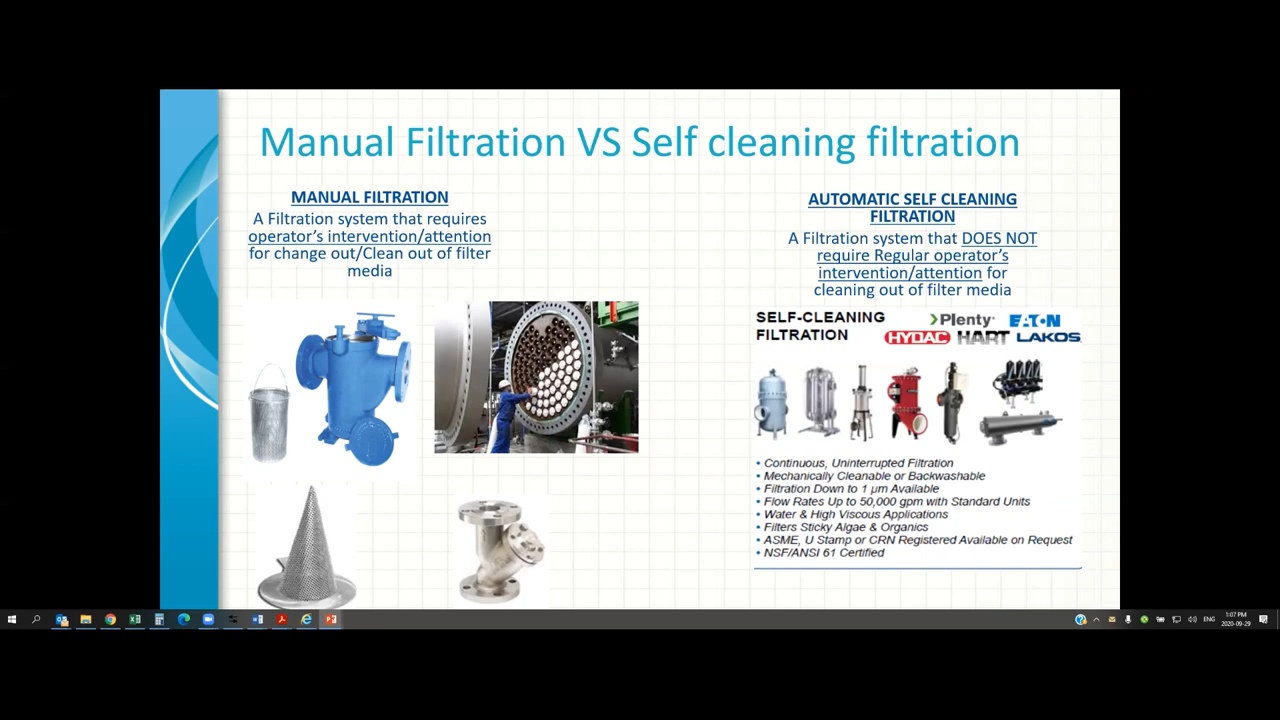 Manual Filtration VS Self cleaning filtration
MANUAL FILTRATION
A Filtration system that requires
operator's intervention/attention
for change out/Clean out of filter
media
AUTOMATIC SELF CLEANING
FILTRATION
A Filtration system that DOES NOT
require Regular operator's
intervention/attention for
cleaning out of filter media
SELF-CLEANING
FILTRATION
Plenty
EATON
HYDAC
HART
LAKOS
• Continuous, Uninterrupted Filtration
• Mechanically Cleanable or Backwashable
• Filtration Down to 1 µm Available
• Flow Rates Up to 50,000 gpm with Standard Units
• Water & High Viscous Applications
• Filters Sticky Algae & Organics
• ASME, U Stamp or CRN Registered Available on Request
• NSF/ANSI 61 Certified
ENG
1:07 PM
2020-09-29